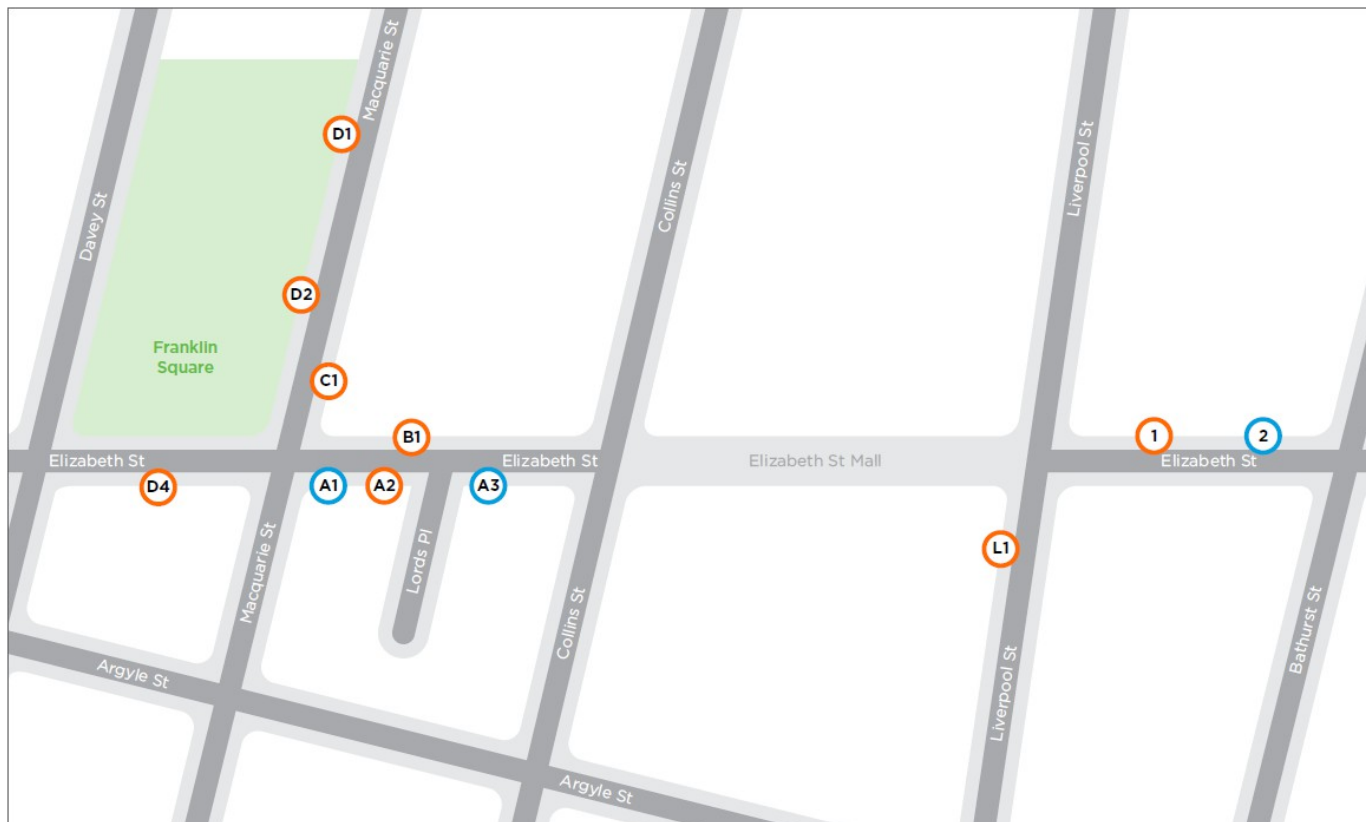 Macquarie St
D1
Liverpool St
Collins St
Davey St
D2
Franklin
Square
C1
B1
1
2
Elizabeth St
Elizabeth St
Elizabeth St Mall
Elizabeth St
D4
A1
A2
A3
L1
Macquarie St
Lords Pl
Collins St
Bathurst St
Argyle St
Liverpool St
Argyle St